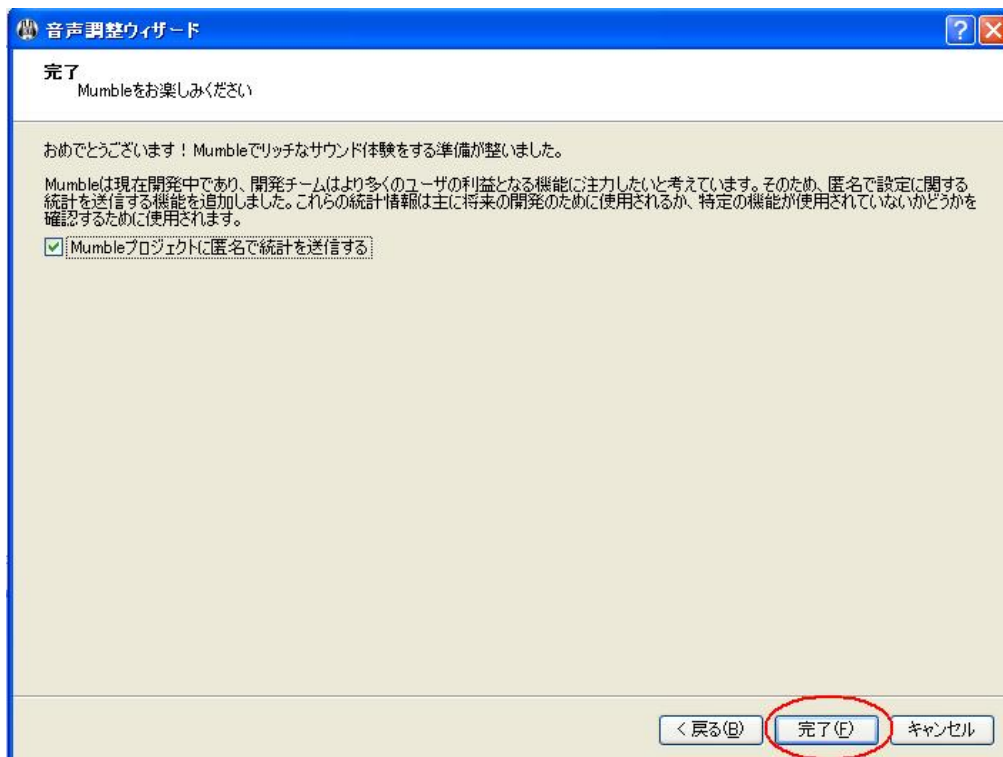 音声調整ウィザード
完了
Mumbleをお楽しみください
おめでとうございます！Mumbleでリッチなサウンド体験をする準備が整いました。
Mumbleは現在開発中であり、開発チームはより多くのユーザの利益となる機能に注力したいと考えています。そのため、匿名で設定に関する
統計を送信する機能を追加しました。これらの統計情報は主に将来の開発のために使用されるか、特定の機能が使用されていないかどうかを
確認するために使用されます。
Mumbleプロジェクトに匿名で統計を送信する
< 戻る(B) 完了(F) キャンセル